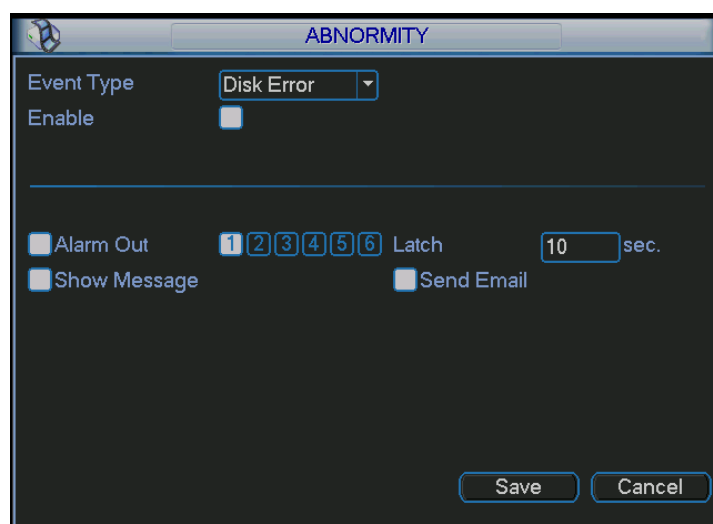 ABNORMITY
Event Type Disk Error
Enable
Alarm Out 1 2 3 4 5 6 Latch 10 sec.
Show Message Send Email
Save Cancel